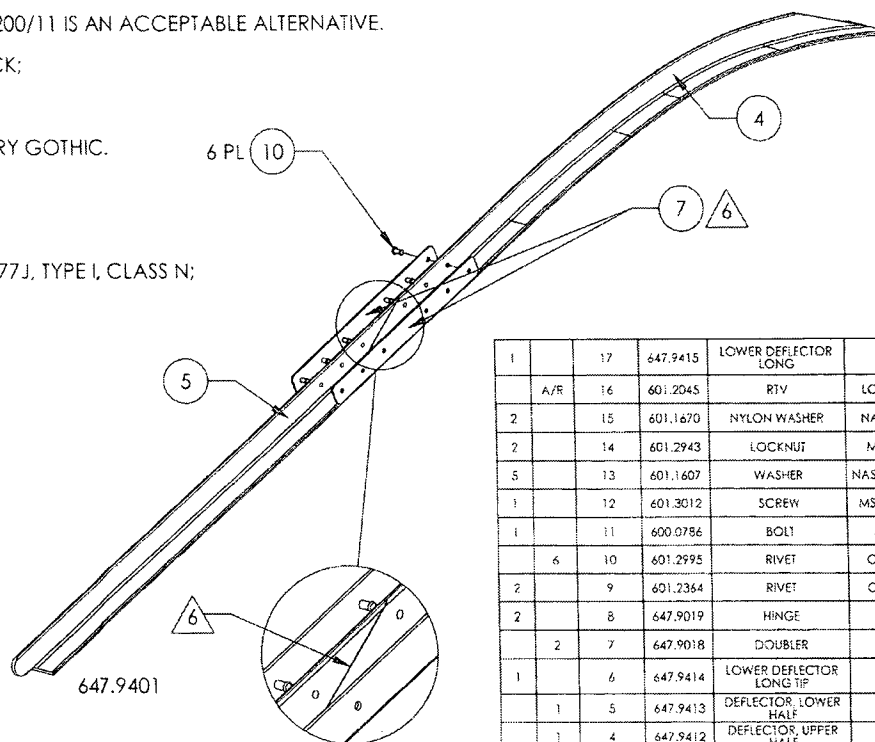 200/11 IS AN ACCEPTABLE ALTERNATIVE.
CK;
RY GOTHIC.
77J, TYPE I, CLASS N;
6 PL 10
4
7 6
5
6
647.9401
1 17 647.9415 LOWER DEFLECTOR LONG
A/R 16 601.2045 RTV LO
2 15 601.1670 NYLON WASHER NA
2 14 601.2943 LOCKNUT M
5 13 601.1607 WASHER NAS
1 12 601.3012 SCREW MS
1 11 600.0786 BOLT
6 10 601.2995 RIVET C
2 9 601.2364 RIVET C
2 8 647.9019 HINGE
2 7 647.9018 DOUBLER
1 6 647.9414 LOWER DEFLECTOR LONG TIP
1 5 647.9413 DEFLECTOR, LOWER HALF
1 4 647.9412 DEFLECTOR, UPPER HALF